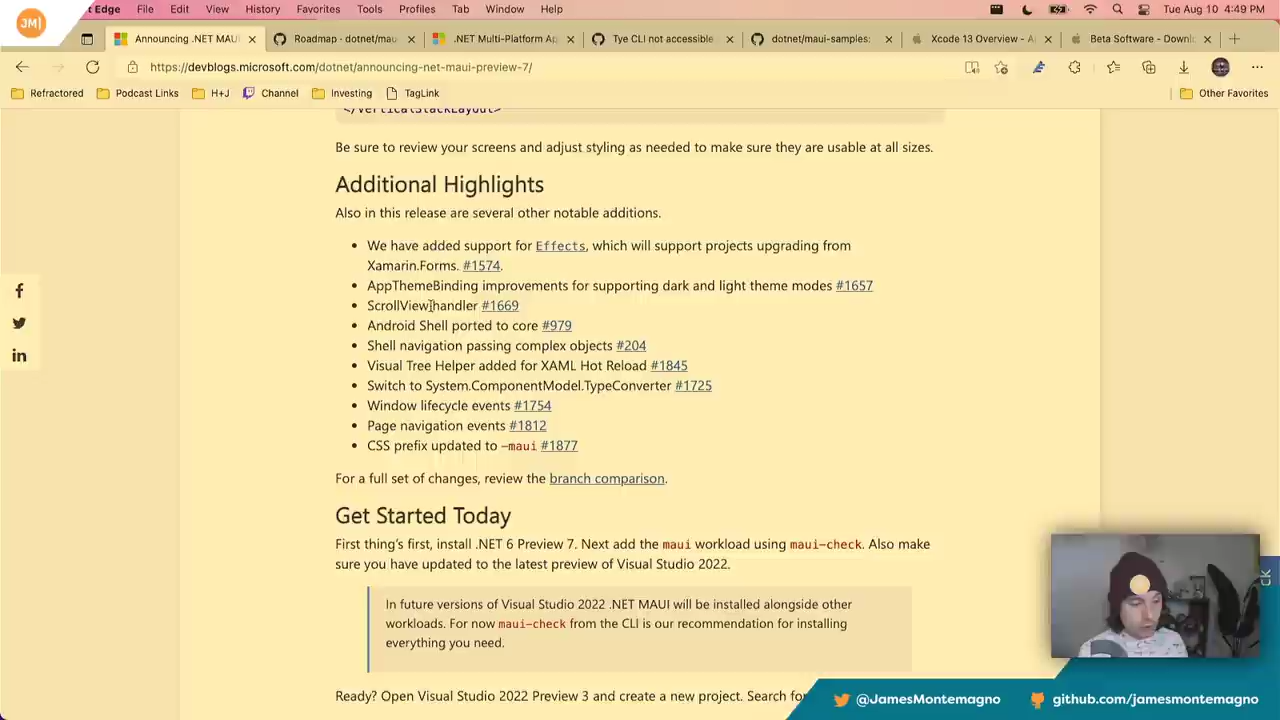 JM|
Edge File Edit View History Favorites Tools Profiles Tab Window Help Tue Aug 10 4:49 PM
Announcing .NET MAUI Roadmap · dotnet/mau .NET Multi-Platform Ap Tye CLI not accessible dotnet/maui-samples: Xcode 13 Overview - A Beta Software - Downl
https://devblogs.microsoft.com/dotnet/announcing-net-maui-preview-7/
Refractored Podcast Links H+J Channel Investing TagLink Other Favorites
</VerticalStackLayout>
Be sure to review your screens and adjust styling as needed to make sure they are usable at all sizes.
Additional Highlights
Also in this release are several other notable additions.
• We have added support for Effects, which will support projects upgrading from
Xamarin.Forms. #1574.
• AppThemeBinding improvements for supporting dark and light theme modes #1657
• ScrollView handler #1669
• Android Shell ported to core #979
• Shell navigation passing complex objects #204
• Visual Tree Helper added for XAML Hot Reload #1845
• Switch to System.ComponentModel.TypeConverter #1725
• Window lifecycle events #1754
• Page navigation events #1812
• CSS prefix updated to –maui #1877
For a full set of changes, review the branch comparison.
Get Started Today
First thing’s first, install .NET 6 Preview 7. Next add the maui workload using maui-check. Also make
sure you have updated to the latest preview of Visual Studio 2022.
In future versions of Visual Studio 2022 .NET MAUI will be installed alongside other
workloads. For now maui-check from the CLI is our recommendation for installing
everything you need.
Ready? Open Visual Studio 2022 Preview 3 and create a new project. Search for
@JamesMontemagno github.com/jamesmontemagno